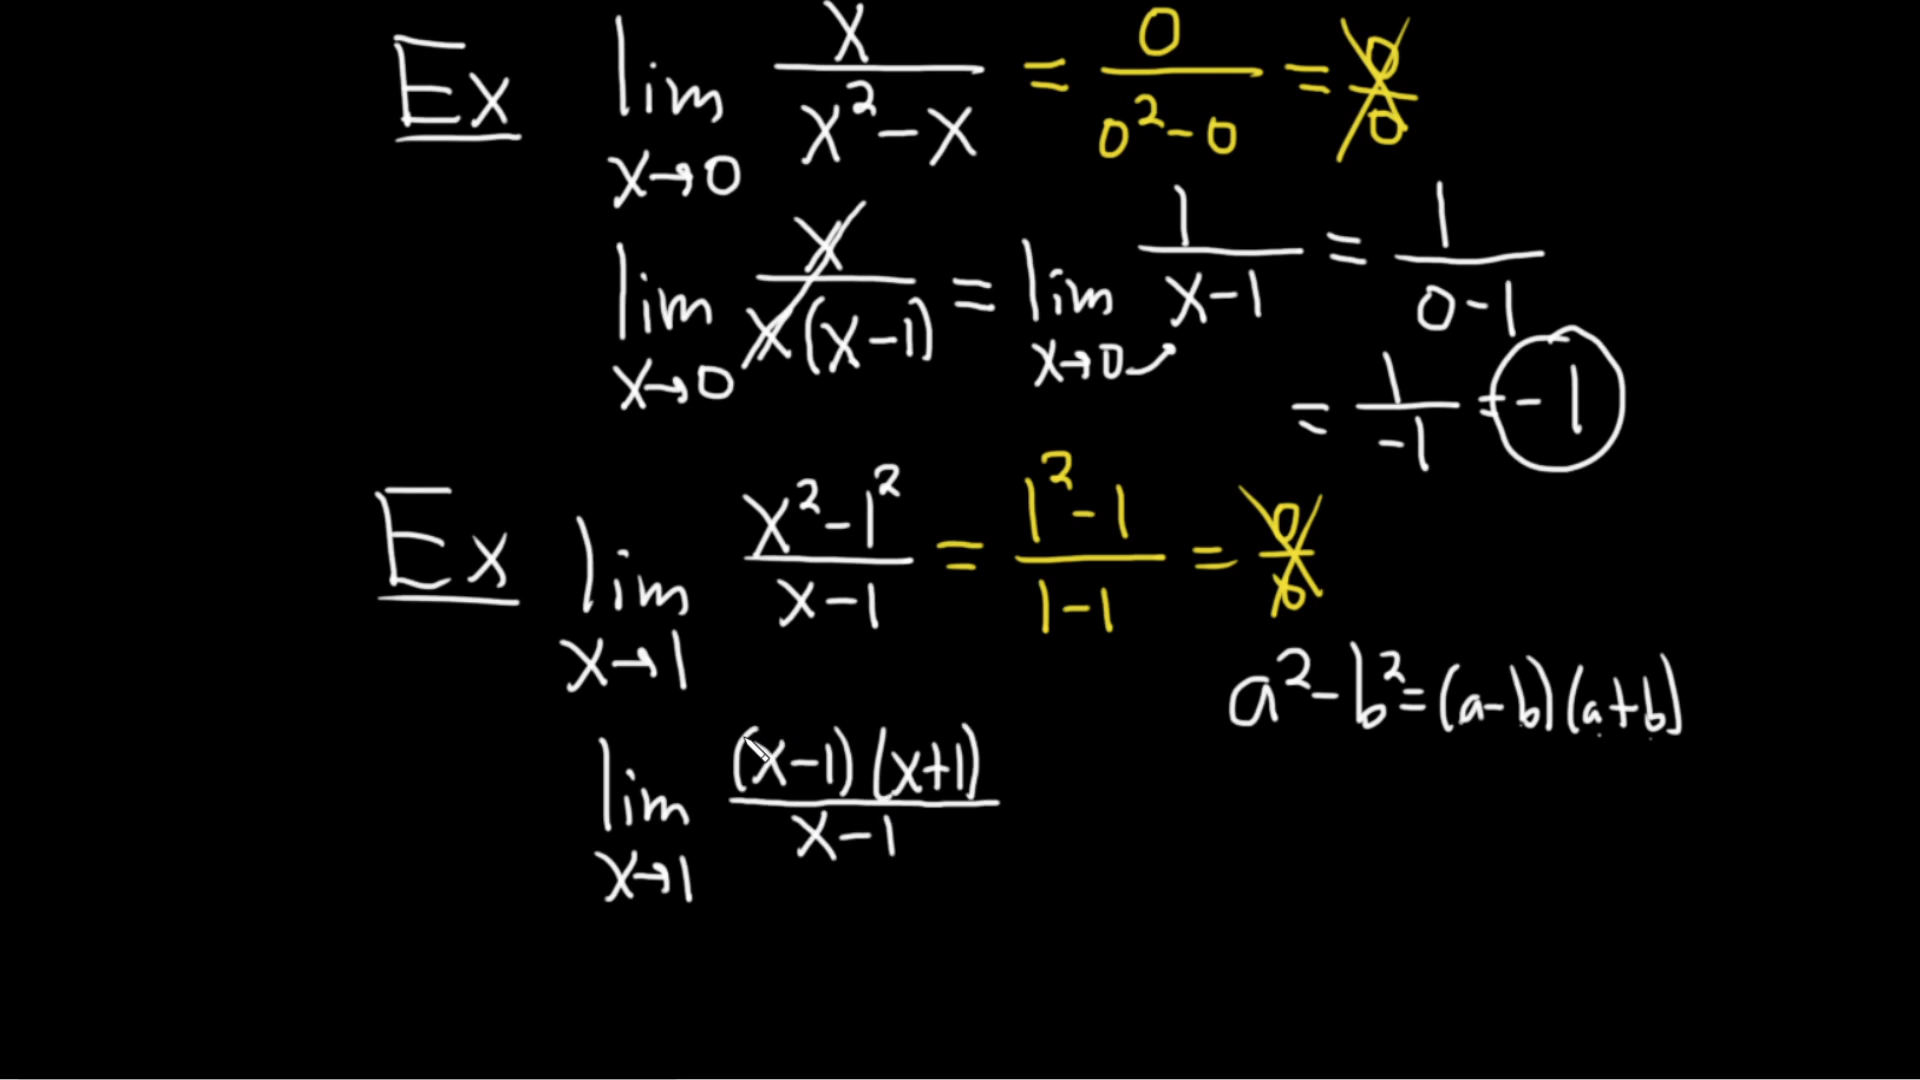 Ex lim x→0 x/(x² - x) = 0/(0² - 0) = 0/0
lim x→0 x/(x(x-1)) = lim x→0 1/(x-1) = 1/(0-1)
= 1/-1 = -1
Ex lim x→1 (x² - 1²)/(x-1) = (1² - 1)/(1-1) = 0/0
a² - b² = (a-b)(a+b)
lim x→1 ((x-1)(x+1))/(x-1)